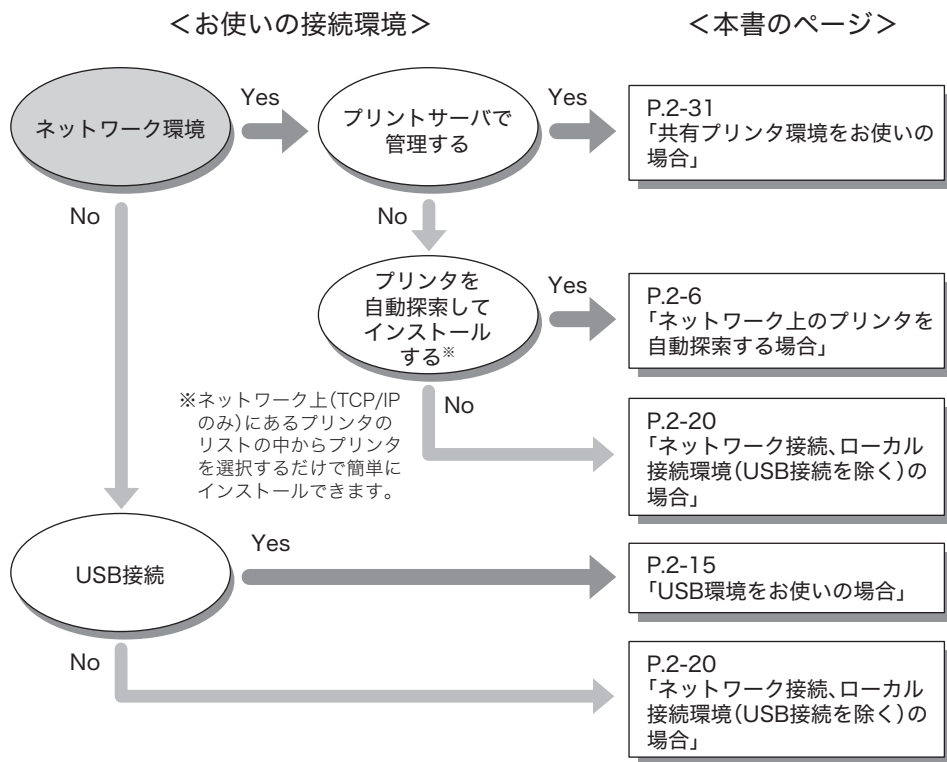 ＜お使いの接続環境＞
＜本書のページ＞
ネットワーク環境
Yes
プリントサーバで
管理する
Yes
P.2-31
「共有プリンタ環境をお使いの
場合」
No
No
プリンタを
自動探索して
インストール
する※
Yes
P.2-6
「ネットワーク上のプリンタを
自動探索する場合」
※ネットワーク上（TCP/IP
のみ）にあるプリンタの
リストの中からプリンタ
を選択するだけで簡単に
インストールできます。
No
P.2-20
「ネットワーク接続、ローカル
接続環境（USB接続を除く）の
場合」
USB接続
Yes
P.2-15
「USB環境をお使いの場合」
No
P.2-20
「ネットワーク接続、ローカル
接続環境（USB接続を除く）の
場合」